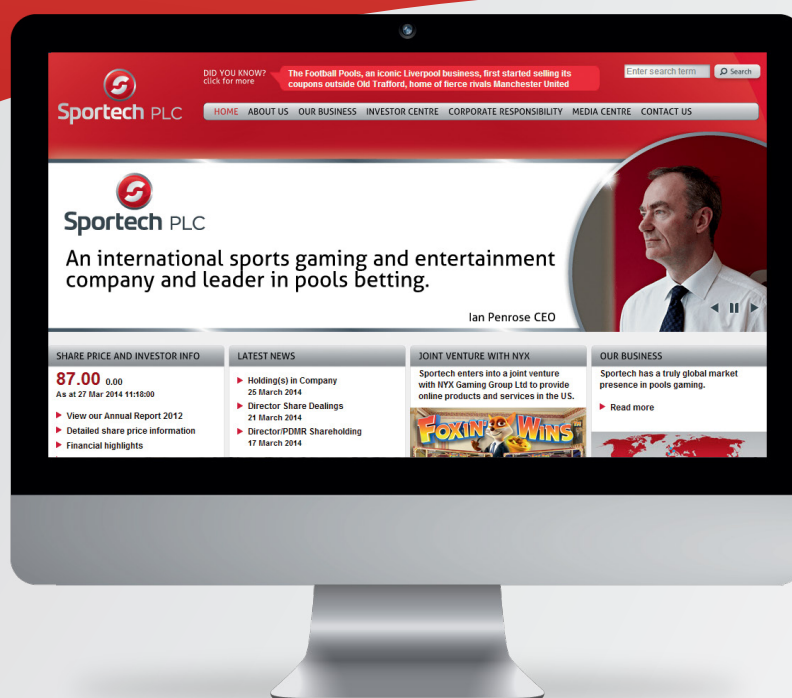 DID YOU KNOW?
click for more
The Football Pools, an iconic Liverpool business, first started selling its
coupons outside Old Trafford, home of fierce rivals Manchester United
Enter search term
Search
Sportech PLC
HOME ABOUT US OUR BUSINESS INVESTOR CENTRE CORPORATE RESPONSIBILITY MEDIA CENTRE CONTACT US
Sportech PLC
An international sports gaming and entertainment
company and leader in pools betting.
Ian Penrose CEO
SHARE PRICE AND INVESTOR INFO
87.00 0.00
As at 27 Mar 2014 11:18:00
View our Annual Report 2012
Detailed share price information
Financial highlights
LATEST NEWS
Holding(s) in Company
25 March 2014
Director Share Dealings
21 March 2014
Director/PDMR Shareholding
17 March 2014
JOINT VENTURE WITH NYX
Sportech enters into a joint venture
with NYX Gaming Group Ltd to provide
online products and services in the US.
FOXIN' WINS
OUR BUSINESS
Sportech has a truly global market
presence in pools gaming.
Read more